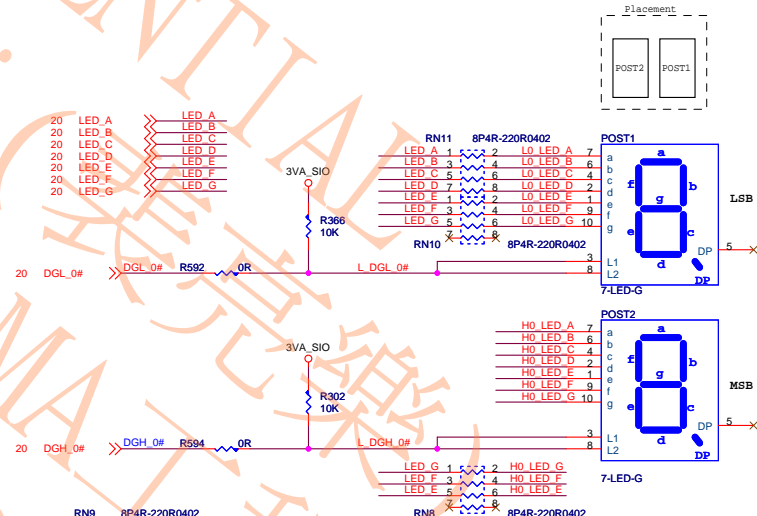 Placement
POST2 POST1
CONFIDENTIAL
20 LED_A LED_A
20 LED_B LED_B
20 LED_C LED_C
20 LED_D LED_D
20 LED_E LED_E
20 LED_F LED_F
20 LED_G LED_G
RN11 8P4R-220R0402 POST1
LED_A 1 2 L0_LED_A 7 a
LED_B 3 4 L0_LED_B 6 b
LED_C 5 6 L0_LED_C 4 c
LED_D 7 8 L0_LED_D 2 d
LED_E 1 2 L0_LED_E 1 e
LED_F 3 4 L0_LED_F 9 f
LED_G 5 6 L0_LED_G 10 g
7 8
RN10 8P4R-220R0402
a
f b
g
e c
d
DP 5
DP
LSB
3VA_SIO
R366
10K
20 DGL_0# DGL_0# R592 0R L_DGL_0#
3 L1
8 L2
7-LED-G
POST2
H0_LED_A 7 a
H0_LED_B 6 b
H0_LED_C 4 c
H0_LED_D 2 d
H0_LED_E 1 e
H0_LED_F 9 f
H0_LED_G 10 g
a
f b
g
e c
d
DP 5
DP
MSB
3VA_SIO
R302
10K
20 DGH_0# DGH_0# R594 0R L_DGH_0#
3 L1
8 L2
7-LED-G
LED_G 1 2 H0_LED_G
LED_F 3 4 H0_LED_F
LED_E 5 6 H0_LED_E
7 8
RN9 8P4R-220R0402 RN8 8P4R-220R0402